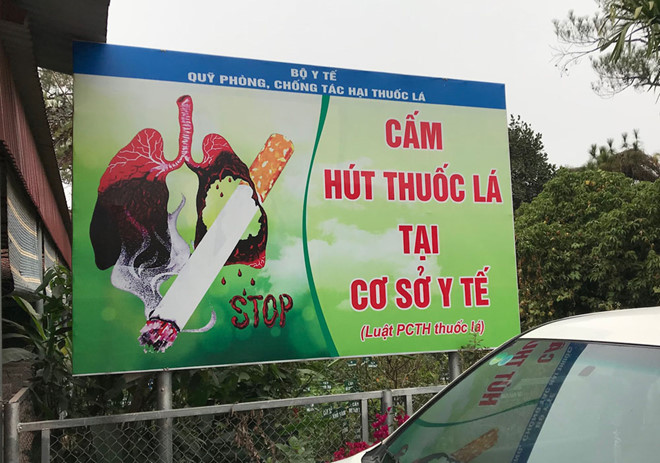 BỘ Y TẾ
QUỸ PHÒNG, CHỐNG TÁC HẠI THUỐC LÁ
CẤM
HÚT THUỐC LÁ
TẠI
CƠ SỞ Y TẾ
(Luật PCTH thuốc lá)
STOP